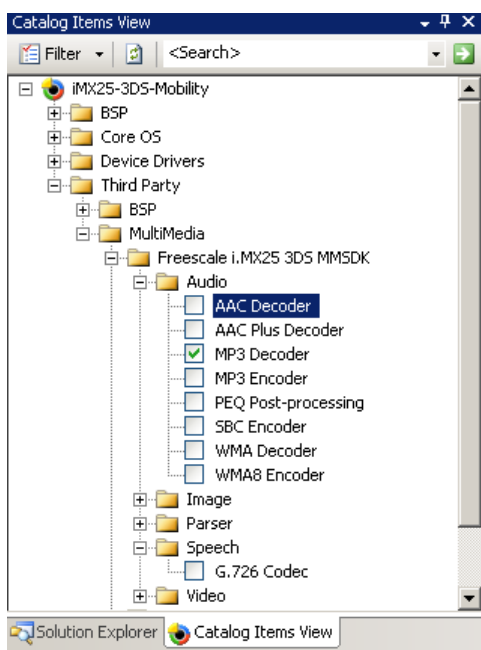 Catalog Items View
Filter <Search>
iMX25-3DS-Mobility
BSP
Core OS
Device Drivers
Third Party
BSP
MultiMedia
Freescale i.MX25 3DS MMSDK
Audio
AAC Decoder
AAC Plus Decoder
MP3 Decoder
MP3 Encoder
PEQ Post-processing
SBC Encoder
WMA Decoder
WMA8 Encoder
Image
Parser
Speech
G.726 Codec
Video
Solution Explorer Catalog Items View